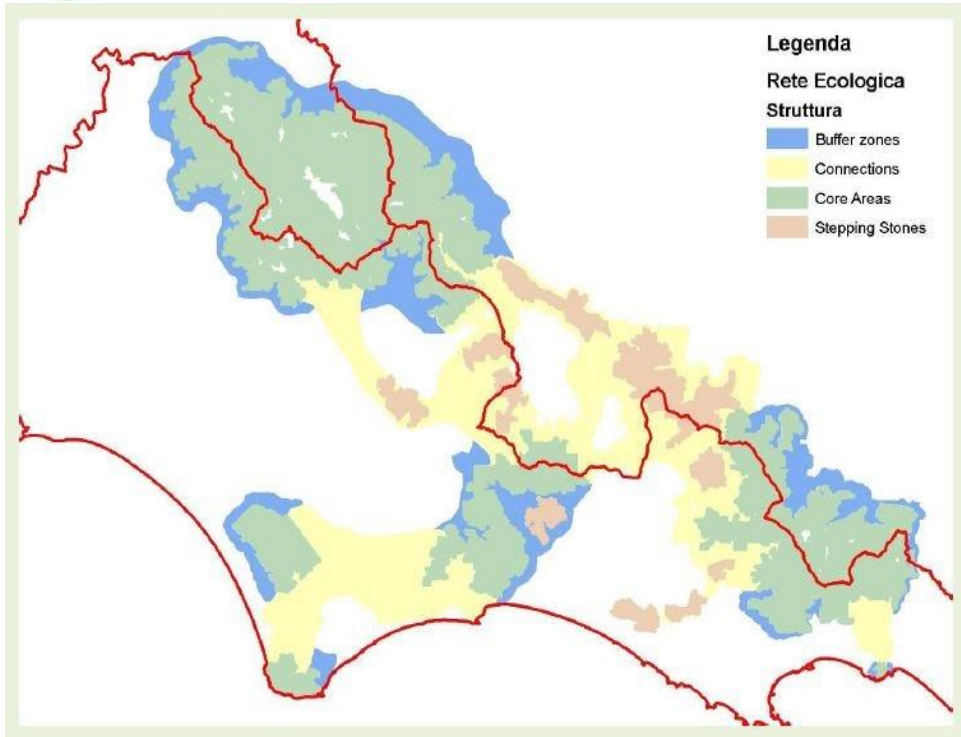 Legenda
Rete Ecologica
Struttura
Buffer zones
Connections
Core Areas
Stepping Stones